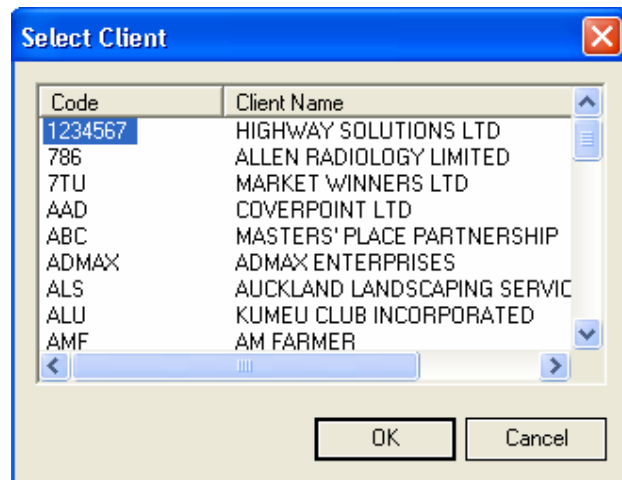 Select Client
Code Client Name
1234567 HIGHWAY SOLUTIONS LTD
786 ALLEN RADIOLOGY LIMITED
7TU MARKET WINNERS LTD
AAD COVERPOINT LTD
ABC MASTERS' PLACE PARTNERSHIP
ADMAX ADMAX ENTERPRISES
ALS AUCKLAND LANDSCAPING SERVIC
ALU KUMEU CLUB INCORPORATED
AMF AM FARMER
OK Cancel